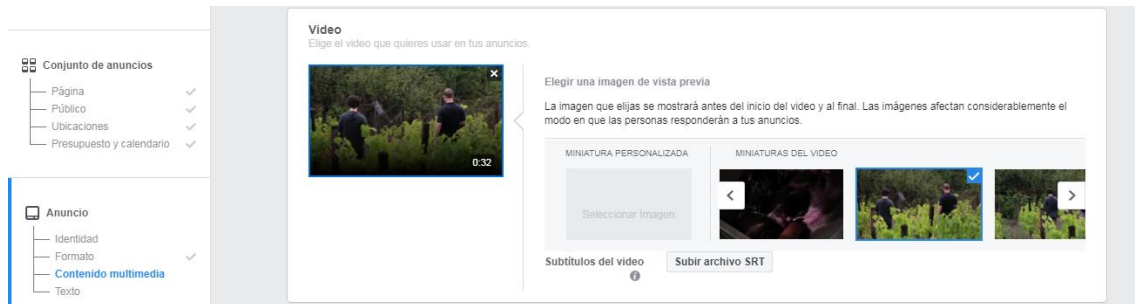 Conjunto de anuncios
Página
Público
Ubicaciones
Presupuesto y calendario
Anuncio
Identidad
Formato
Contenido multimedia
Texto
Video
Elige el video que quieres usar en tus anuncios.
0:32
Elegir una imagen de vista previa
La imagen que elijas se mostrará antes del inicio del video y al final. Las imágenes afectan considerablemente el
modo en que las personas responderán a tus anuncios.
MINIATURA PERSONALIZADA
MINIATURAS DEL VIDEO
Seleccionar Imagen
Subtítulos del video
Subir archivo SRT